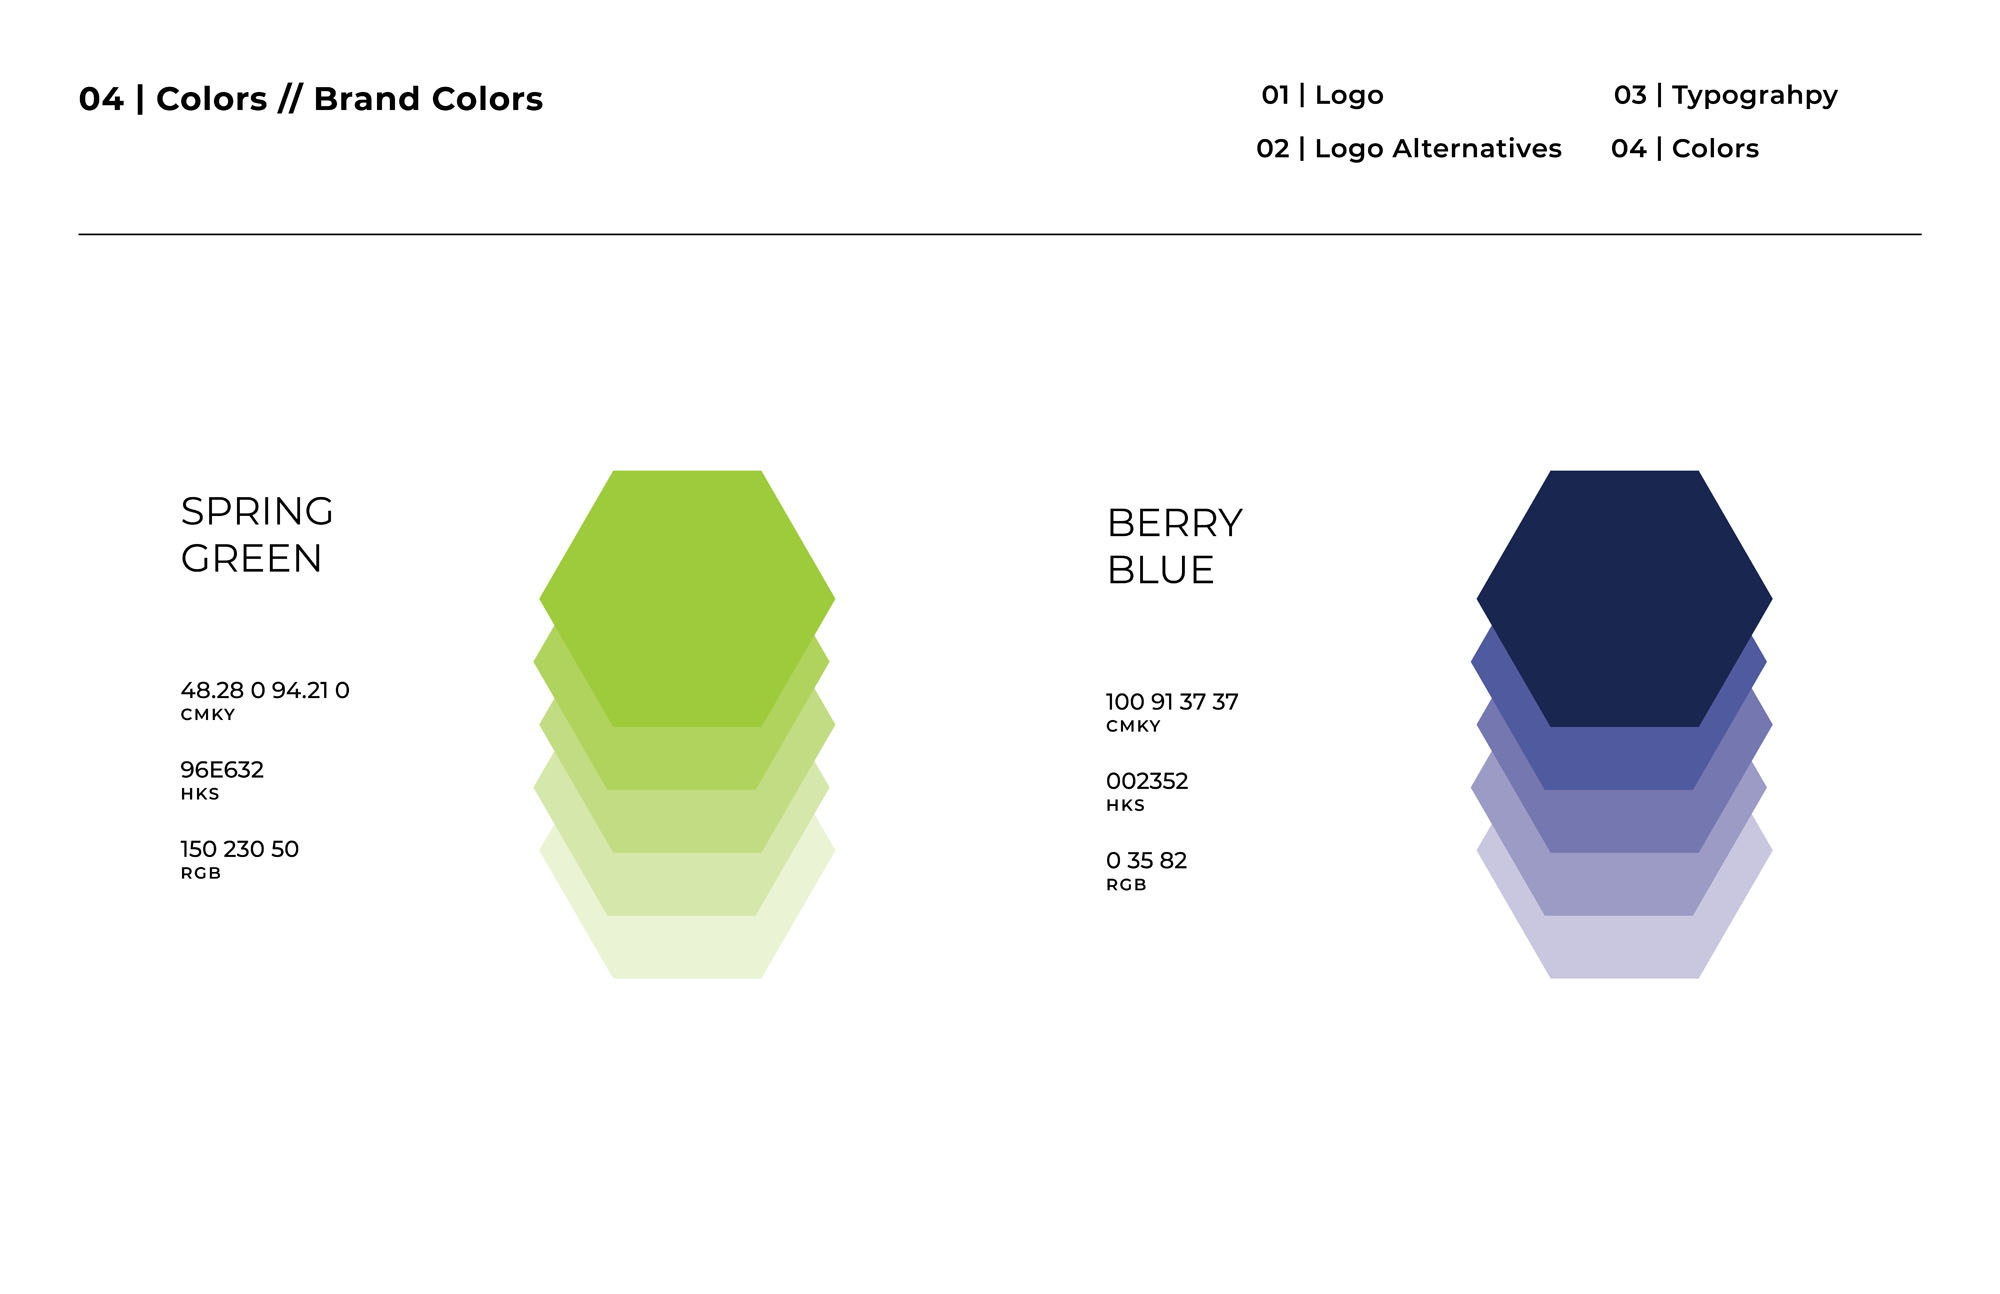 04 | Colors // Brand Colors
01 | Logo
02 | Logo Alternatives
03 | Typograhpy
04 | Colors
SPRING
GREEN
48.28 0 94.21 0
CMKY
96E632
HKS
150 230 50
RGB
BERRY
BLUE
100 91 37 37
CMKY
002352
HKS
0 35 82
RGB